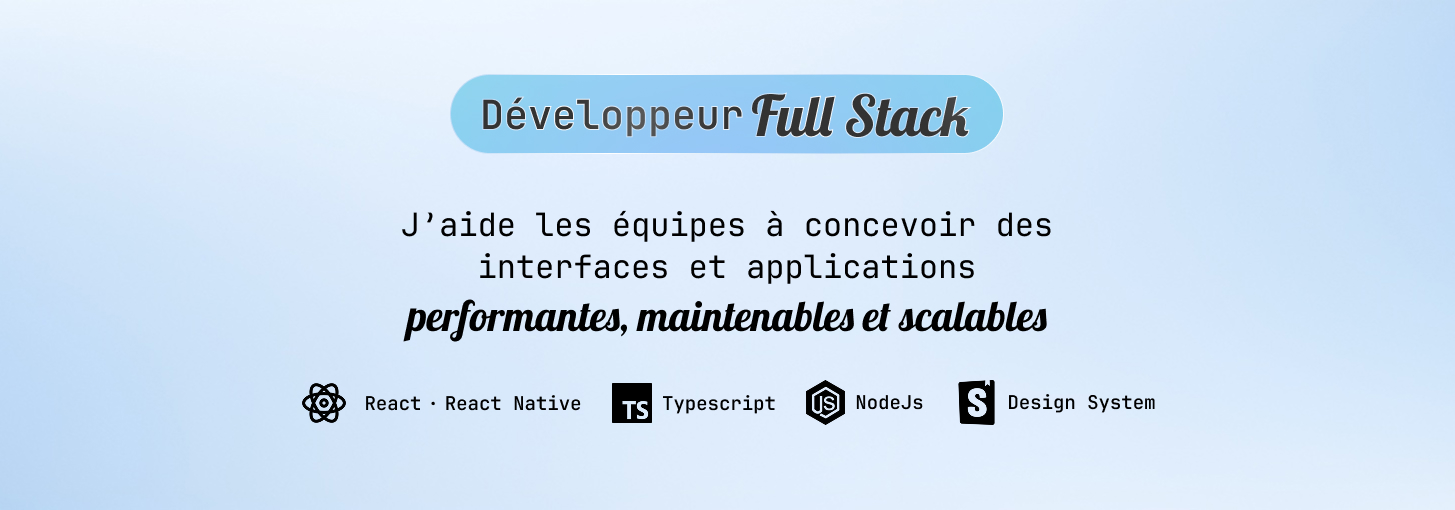 Développeur Full Stack
J’aide les équipes à concevoir des
interfaces et applications
performantes, maintenables et scalables
React · React Native TS Typescript JS NodeJs S Design System